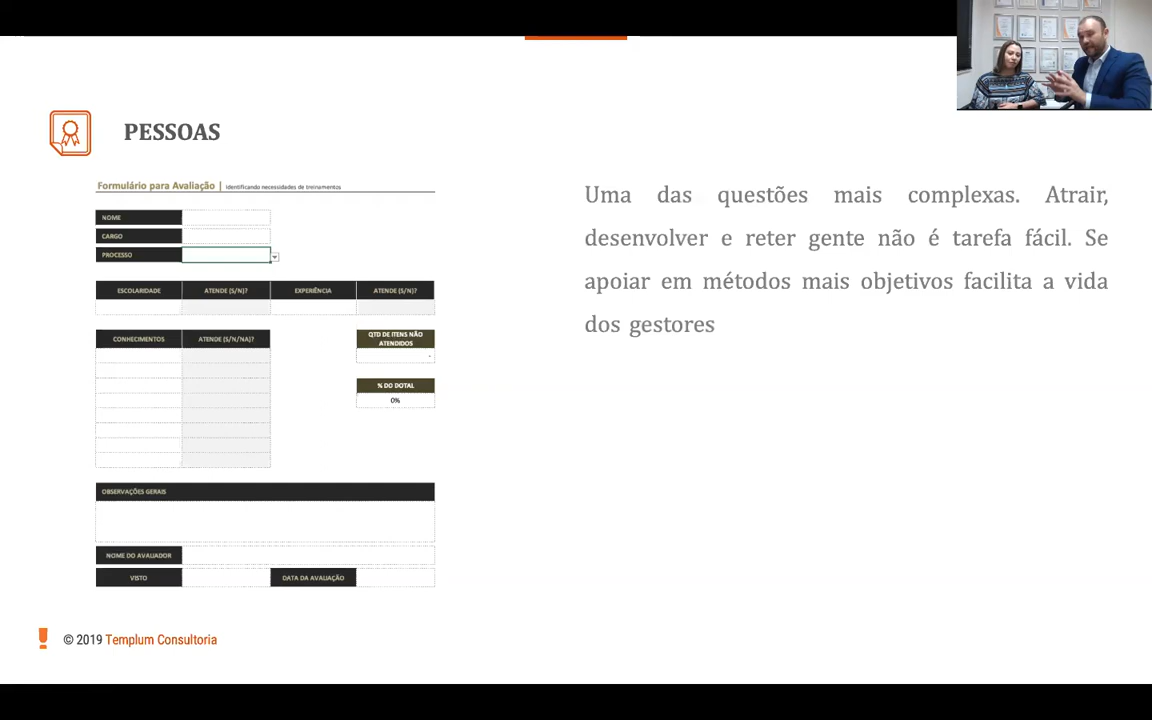 PESSOAS
Formulário para Avaliação | Identificando necessidades de treinamentos
NOME
CARGO
PROCESSO
ESCOLARIDADE ATENDE (S/N)? EXPERIÊNCIA ATENDE (S/N)?
CONHECIMENTOS ATENDE (S/N/NA)?
QTD DE ITENS NÃO
ATENDIDOS
-
% DO DOTAL
0%
OBSERVAÇÕES GERAIS
NOME DO AVALIADOR
VISTO DATA DA AVALIAÇÃO
Uma das questões mais complexas. Atrair,
desenvolver e reter gente não é tarefa fácil. Se
apoiar em métodos mais objetivos facilita a vida
dos gestores
© 2019 Templum Consultoria